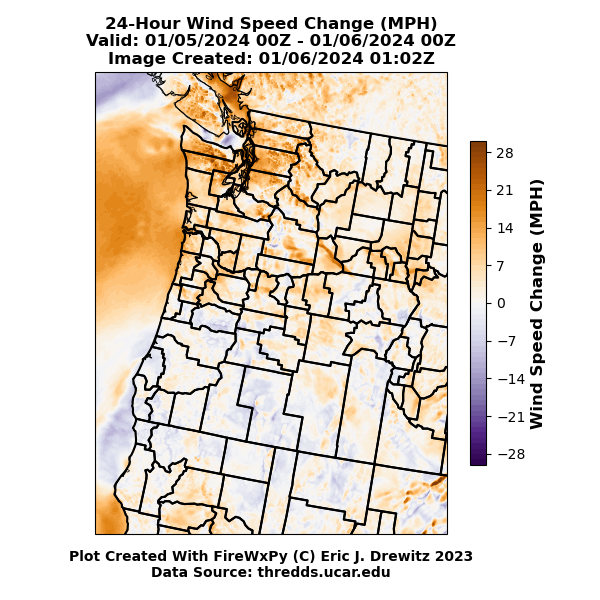 24-Hour Wind Speed Change (MPH)
Valid: 01/05/2024 00Z - 01/06/2024 00Z
Image Created: 01/06/2024 01:02Z
28
21
14
7
0
−7
−14
−21
−28
Wind Speed Change (MPH)
Plot Created With FireWxPy (C) Eric J. Drewitz 2023
Data Source: thredds.ucar.edu